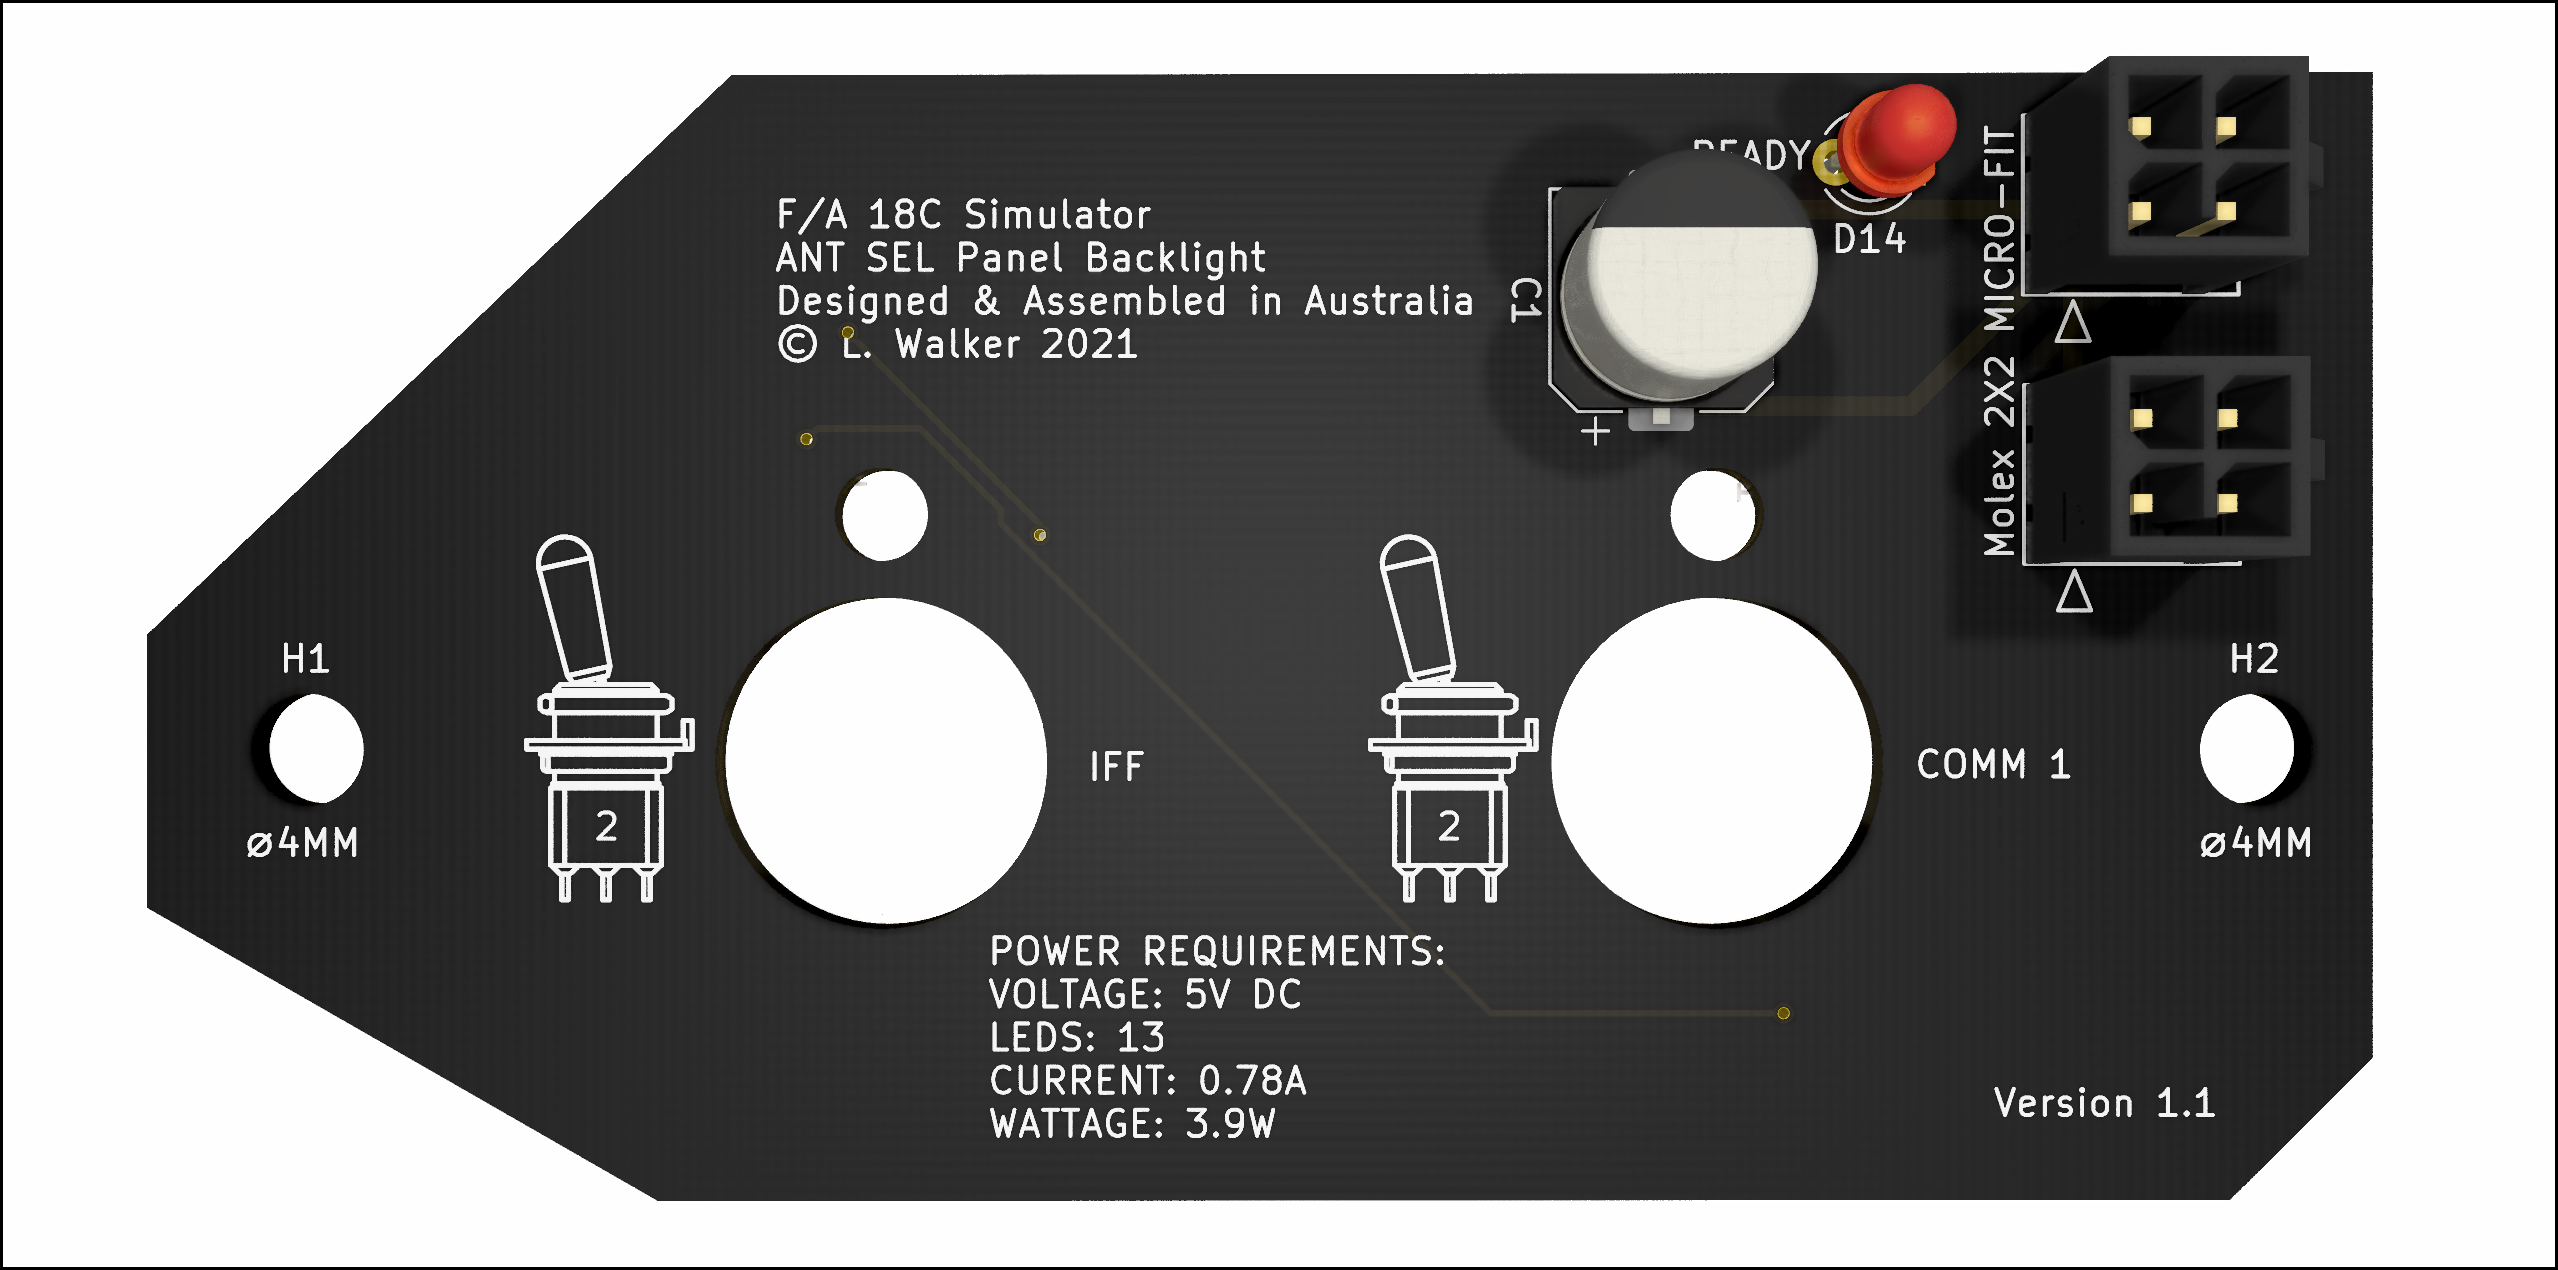 READY
F/A 18C Simulator
ANT SEL Panel Backlight
Designed & Assembled in Australia
© L. Walker 2021
C1
+
D14
Molex 2X2 MICRO-FIT
H1
H2
IFF
COMM 1
2
2
ø4MM
ø4MM
POWER REQUIREMENTS:
VOLTAGE: 5V DC
LEDS: 13
CURRENT: 0.78A
WATTAGE: 3.9W
Version 1.1